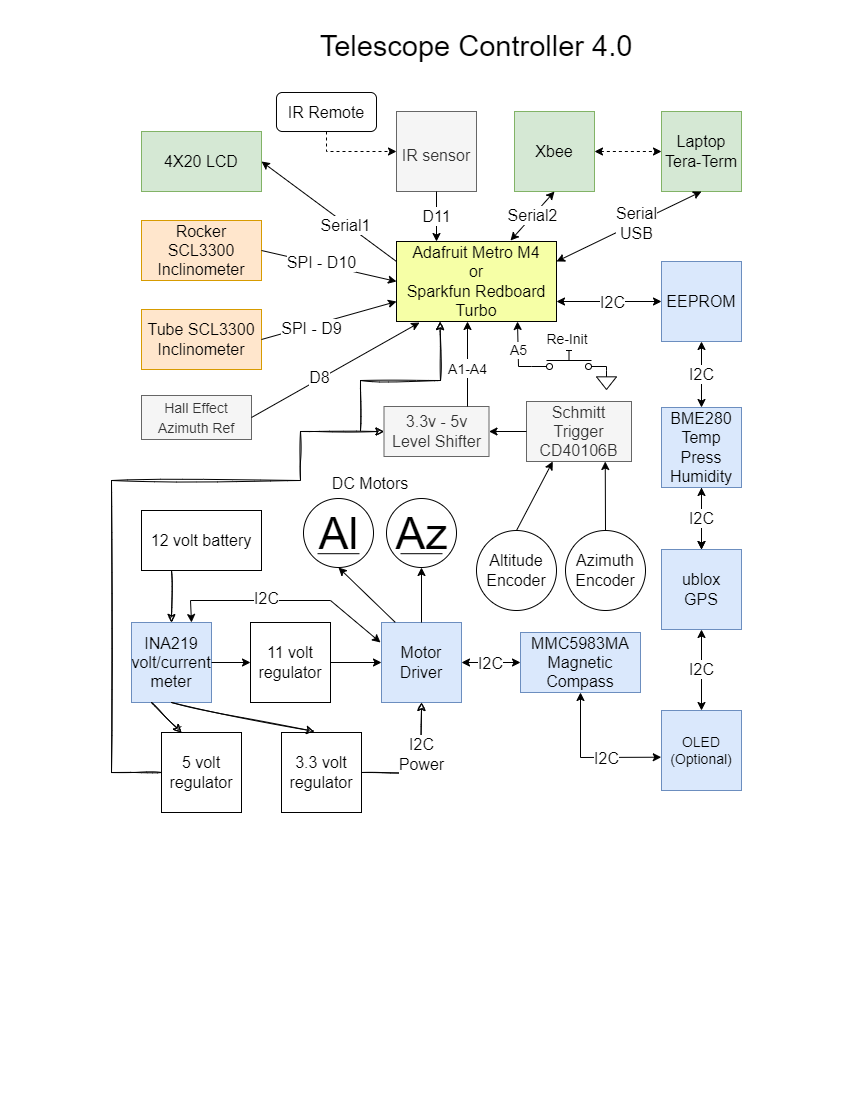 Telescope Controller 4.0
IR Remote
4X20 LCD
IR sensor
Xbee
Laptop
Tera-Term
Serial1
D11
Serial2
Serial
USB
Rocker
SCL3300
Inclinometer
SPI - D10
Adafruit Metro M4
or
Sparkfun Redboard
Turbo
I2C
EEPROM
Tube SCL3300
Inclinometer
SPI - D9
D8
A1-A4
A5
Re-Init
I2C
Hall Effect
Azimuth Ref
3.3v - 5v
Level Shifter
Schmitt
Trigger
CD40106B
BME280
Temp
Press
Humidity
DC Motors
Al
Az
I2C
12 volt battery
Altitude
Encoder
Azimuth
Encoder
ublox
GPS
I2C
INA219
volt/current
meter
11 volt
regulator
Motor
Driver
I2C
MMC5983MA
Magnetic
Compass
I2C
5 volt
regulator
3.3 volt
regulator
I2C
Power
I2C
OLED
(Optional)